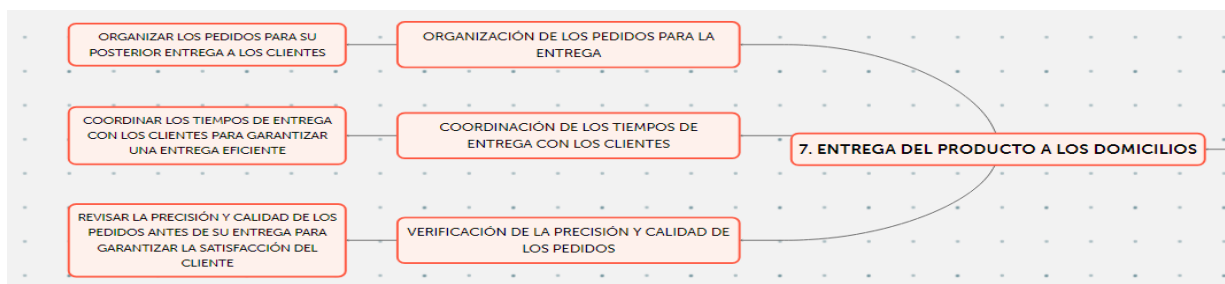 ORGANIZAR LOS PEDIDOS PARA SU
POSTERIOR ENTREGA A LOS CLIENTES
ORGANIZACIÓN DE LOS PEDIDOS PARA LA
ENTREGA
COORDINAR LOS TIEMPOS DE ENTREGA
CON LOS CLIENTES PARA GARANTIZAR
UNA ENTREGA EFICIENTE
COORDINACIÓN DE LOS TIEMPOS DE
ENTREGA CON LOS CLIENTES
7. ENTREGA DEL PRODUCTO A LOS DOMICILIOS
REVISAR LA PRECISIÓN Y CALIDAD DE LOS
PEDIDOS ANTES DE SU ENTREGA PARA
GARANTIZAR LA SATISFACCIÓN DEL
CLIENTE
VERIFICACIÓN DE LA PRECISIÓN Y CALIDAD DE
LOS PEDIDOS